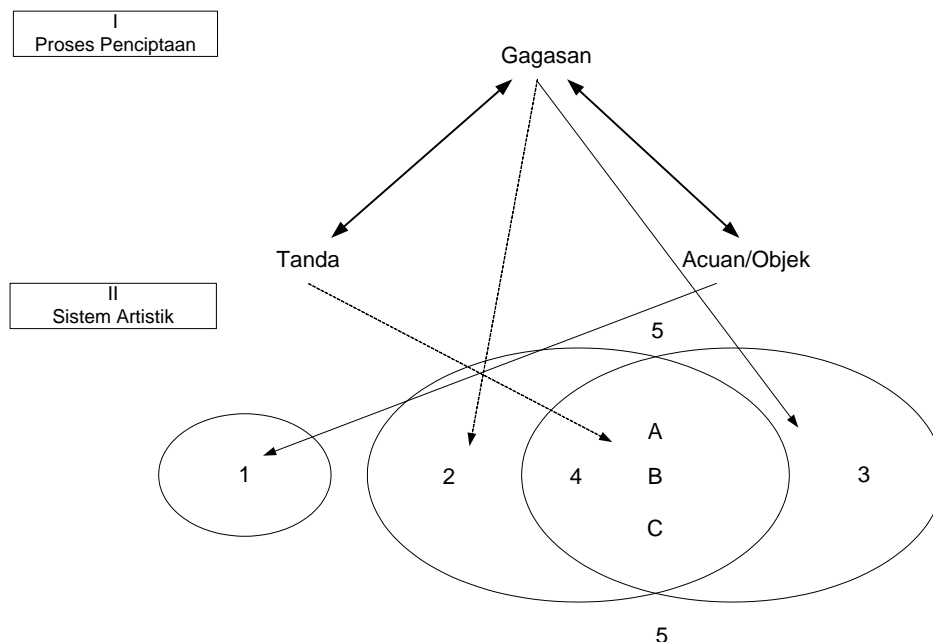 I
Proses Penciptaan
Gagasan
Tanda
Acuan/Objek
II
Sistem Artistik
5
A
1
2
4
B
3
C
5